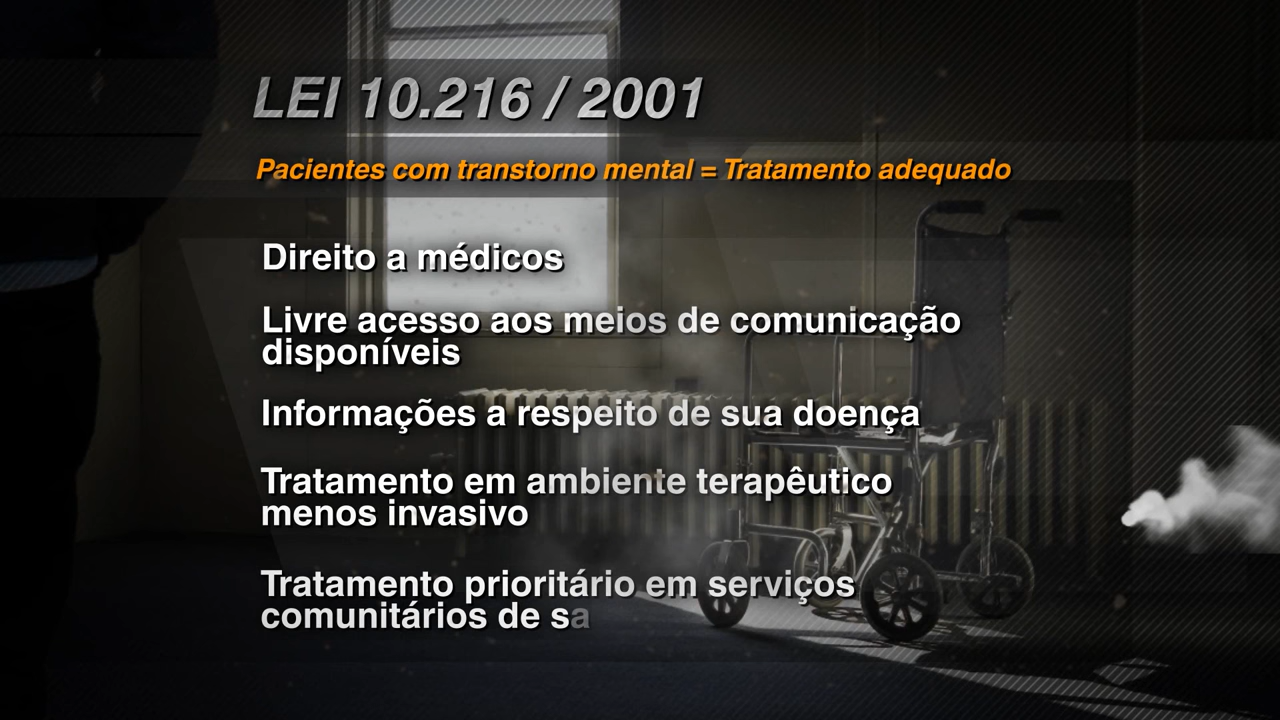 LEI 10.216 / 2001
Pacientes com transtorno mental = Tratamento adequado
Direito a médicos
Livre acesso aos meios de comunicação
disponíveis
Informações a respeito de sua doença
Tratamento em ambiente terapêutico
menos invasivo
Tratamento prioritário em serviços
comunitários de sa